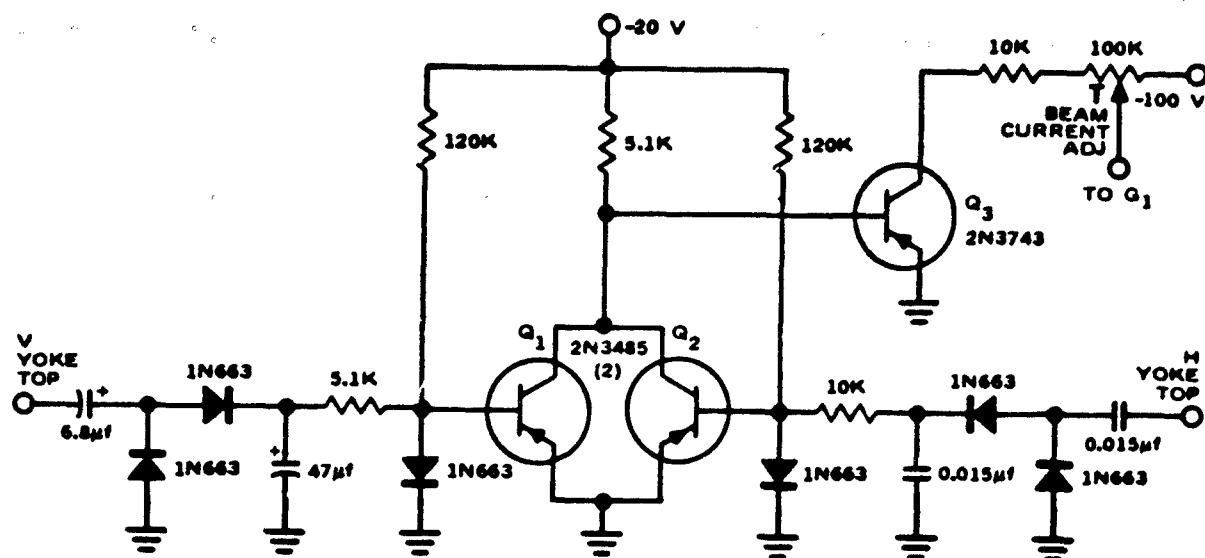 -20 V
10K
100K
-100 V
BEAM
CURRENT
ADJ
TO G1
120K
5.1K
120K
Q3
2N3743
V
YOKE
TOP
6.8µf
1N663
1N663
47µf
5.1K
1N663
Q1
2N3485
(2)
Q2
10K
1N663
1N663
0.015µf
H
YOKE
TOP
0.015µf
1N663